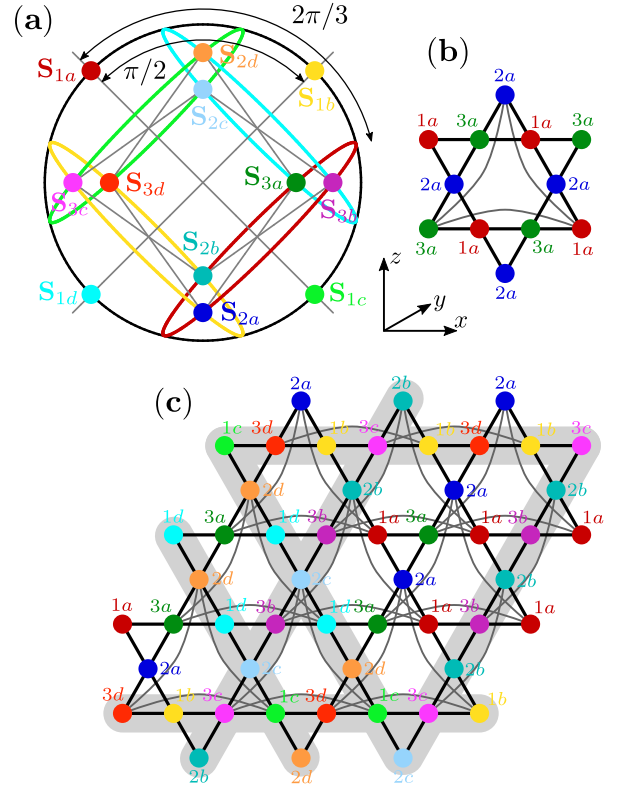 (a)
2π/3
S1a π/2 S2d S1b
S2c
S3d S3a
S3c S3b
S2b
S1d S2a S1c
(b)
2a
1a 3a 1a 3a
2a 2a
3a 1a 3a 1a
2a
z
y
x
(c)
2a 2b 2a
1c 3d 1b 3c 1b 3d 1b 3c
2d 2b 2a 2b
1d 3a 1d 3b 1a 3a 1a 3b 1a
2d 2c 2a 2b
1a 3a 1d 3b 1d 3a 1a 3b 1a
2a 2c 2d 2b
3d 1b 3c 1c 3d 1c 3c 1b
2b 2d 2c